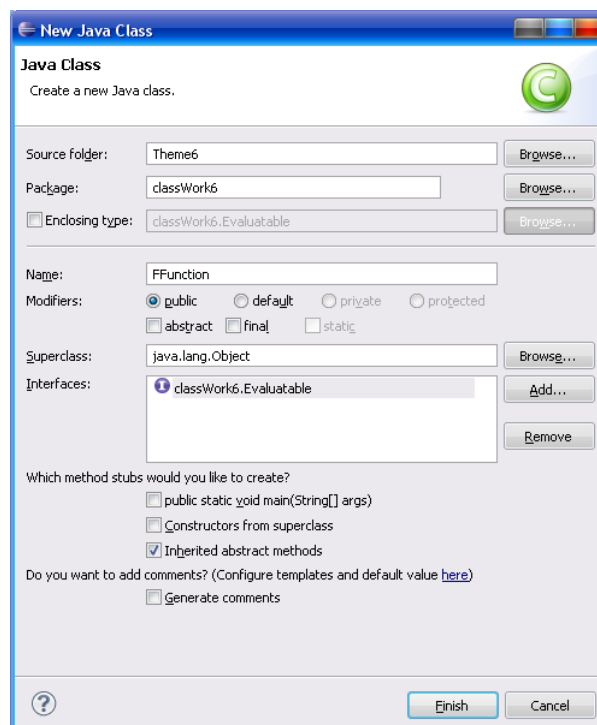 New Java Class
Java Class
Create a new Java class.
Source folder: Theme6 Browse...
Package: classWork6 Browse...
Enclosing type: classWork6.Evaluatable Browse...
Name: FFunction
Modifiers: public default private protected
abstract final static
Superclass: java.lang.Object Browse...
Interfaces: classWork6.Evaluatable Add...
Remove
Which method stubs would you like to create?
public static void main(String[] args)
Constructors from superclass
Inherited abstract methods
Do you want to add comments? (Configure templates and default value here)
Generate comments
Finish Cancel